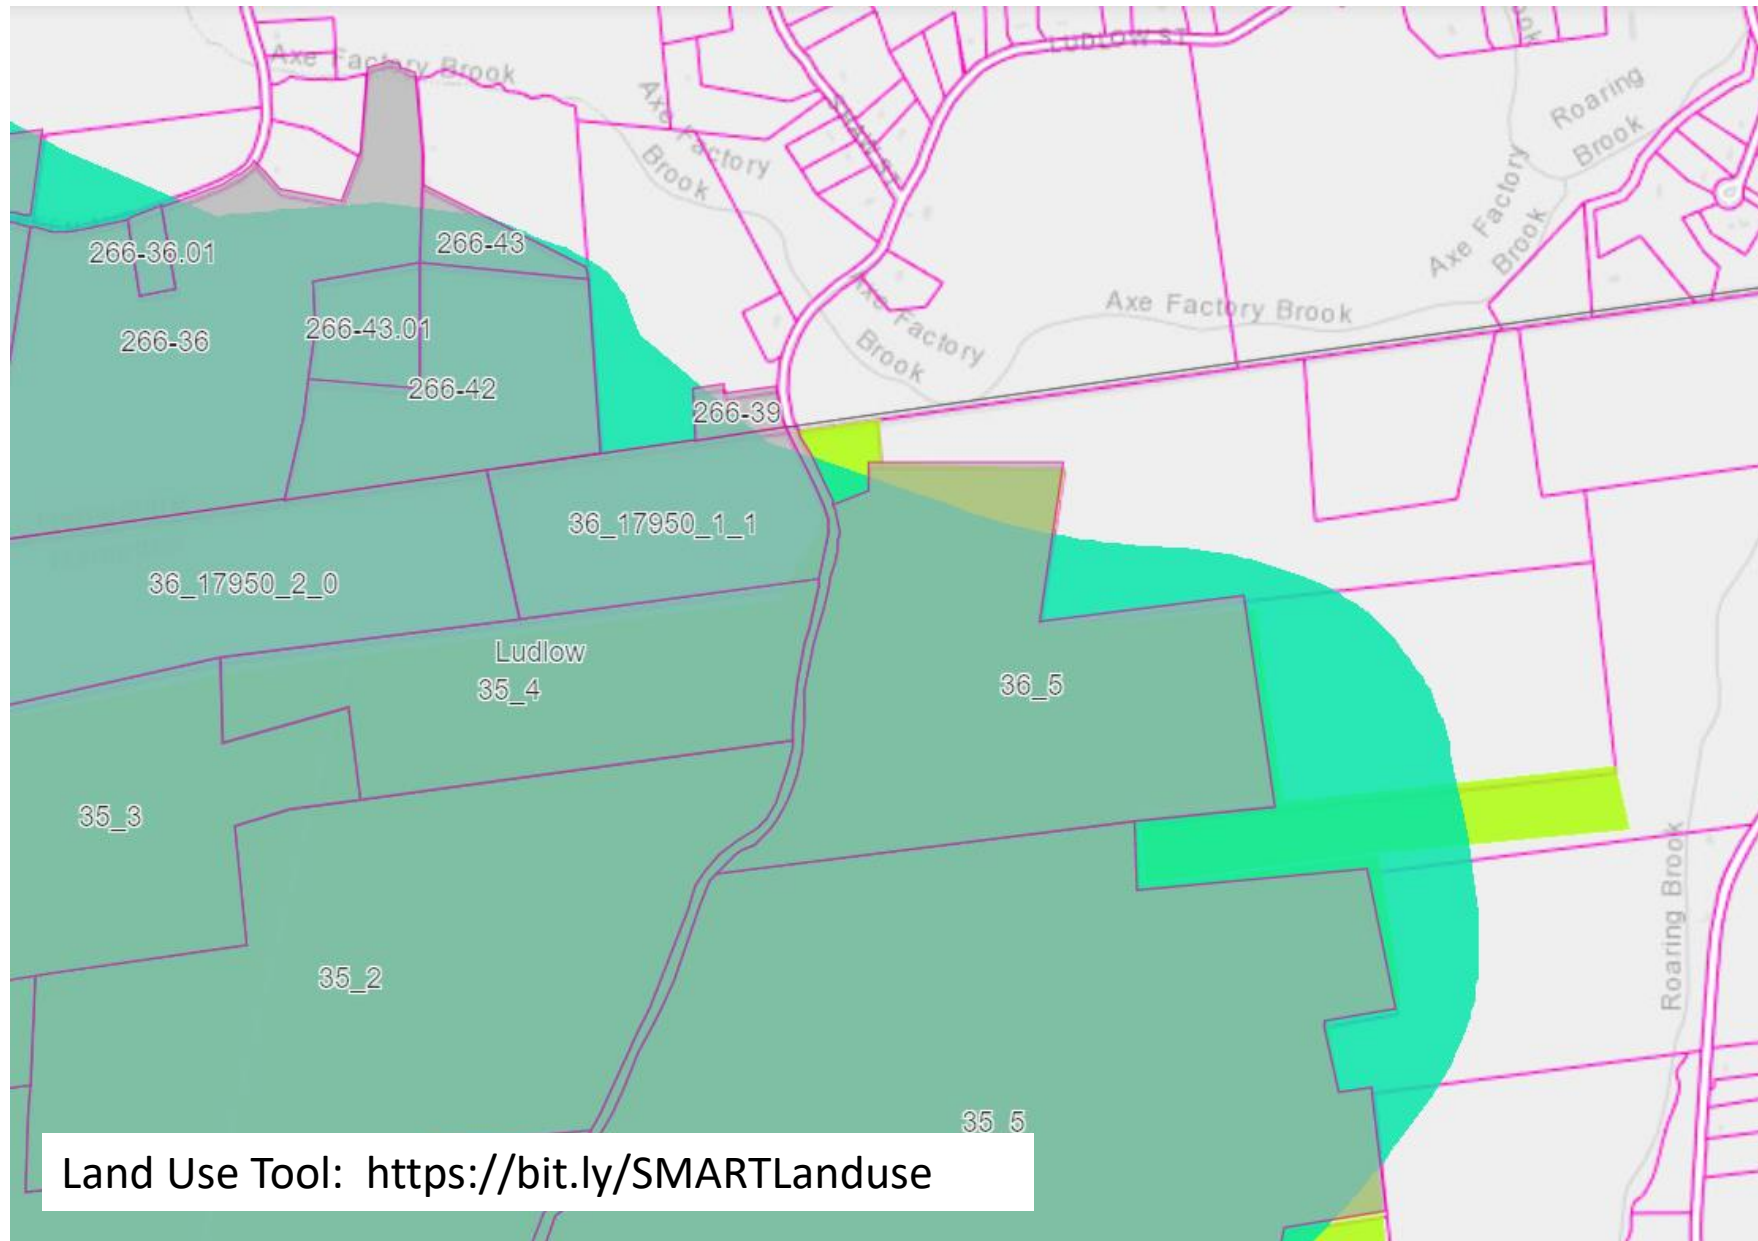 Axe Factory Brook
LUDLOW ST
Brook
Roaring
Brook
Axe Factory
Brook
Axe Factory
Brook
266-36.01
266-43
Axe Factory Brook
266-36
266-43.01
Axe Factory
Brook
266-42
266-39
36_17950_1_1
36_17950_2_0
Ludlow
35_4
36_5
35_3
Roaring Brook
35_2
35_5
Land Use Tool: https://bit.ly/SMARTLanduse